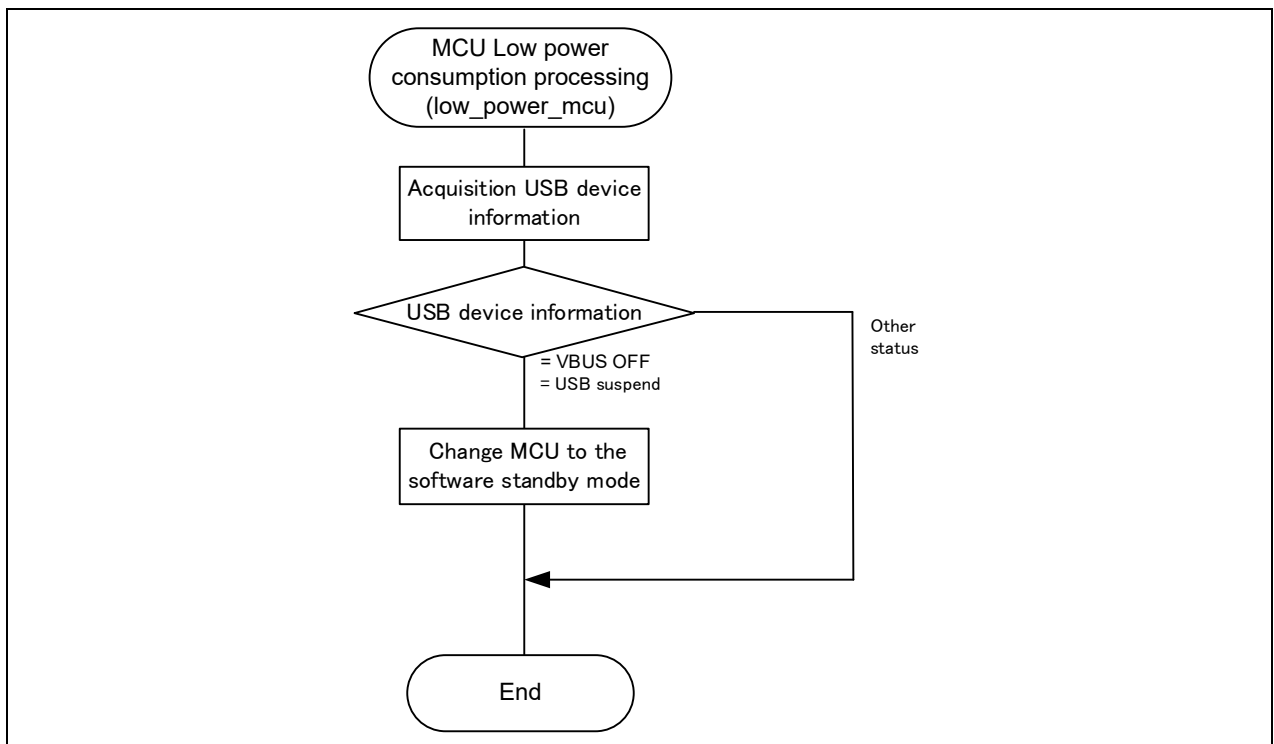 MCU Low power
consumption processing
(low_power_mcu)
Acquisition USB device
information
USB device information
Other
status
= VBUS OFF
= USB suspend
Change MCU to the
software standby mode
End